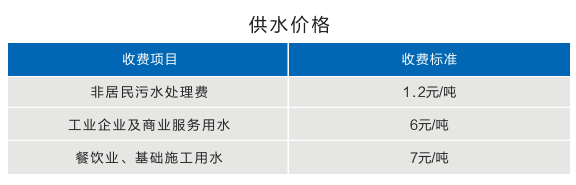 供水价格
收费项目 收费标准
非居民污水处理费 1.2元/吨
工业企业及商业服务用水 6元/吨
餐饮业、基础施工用水 7元/吨